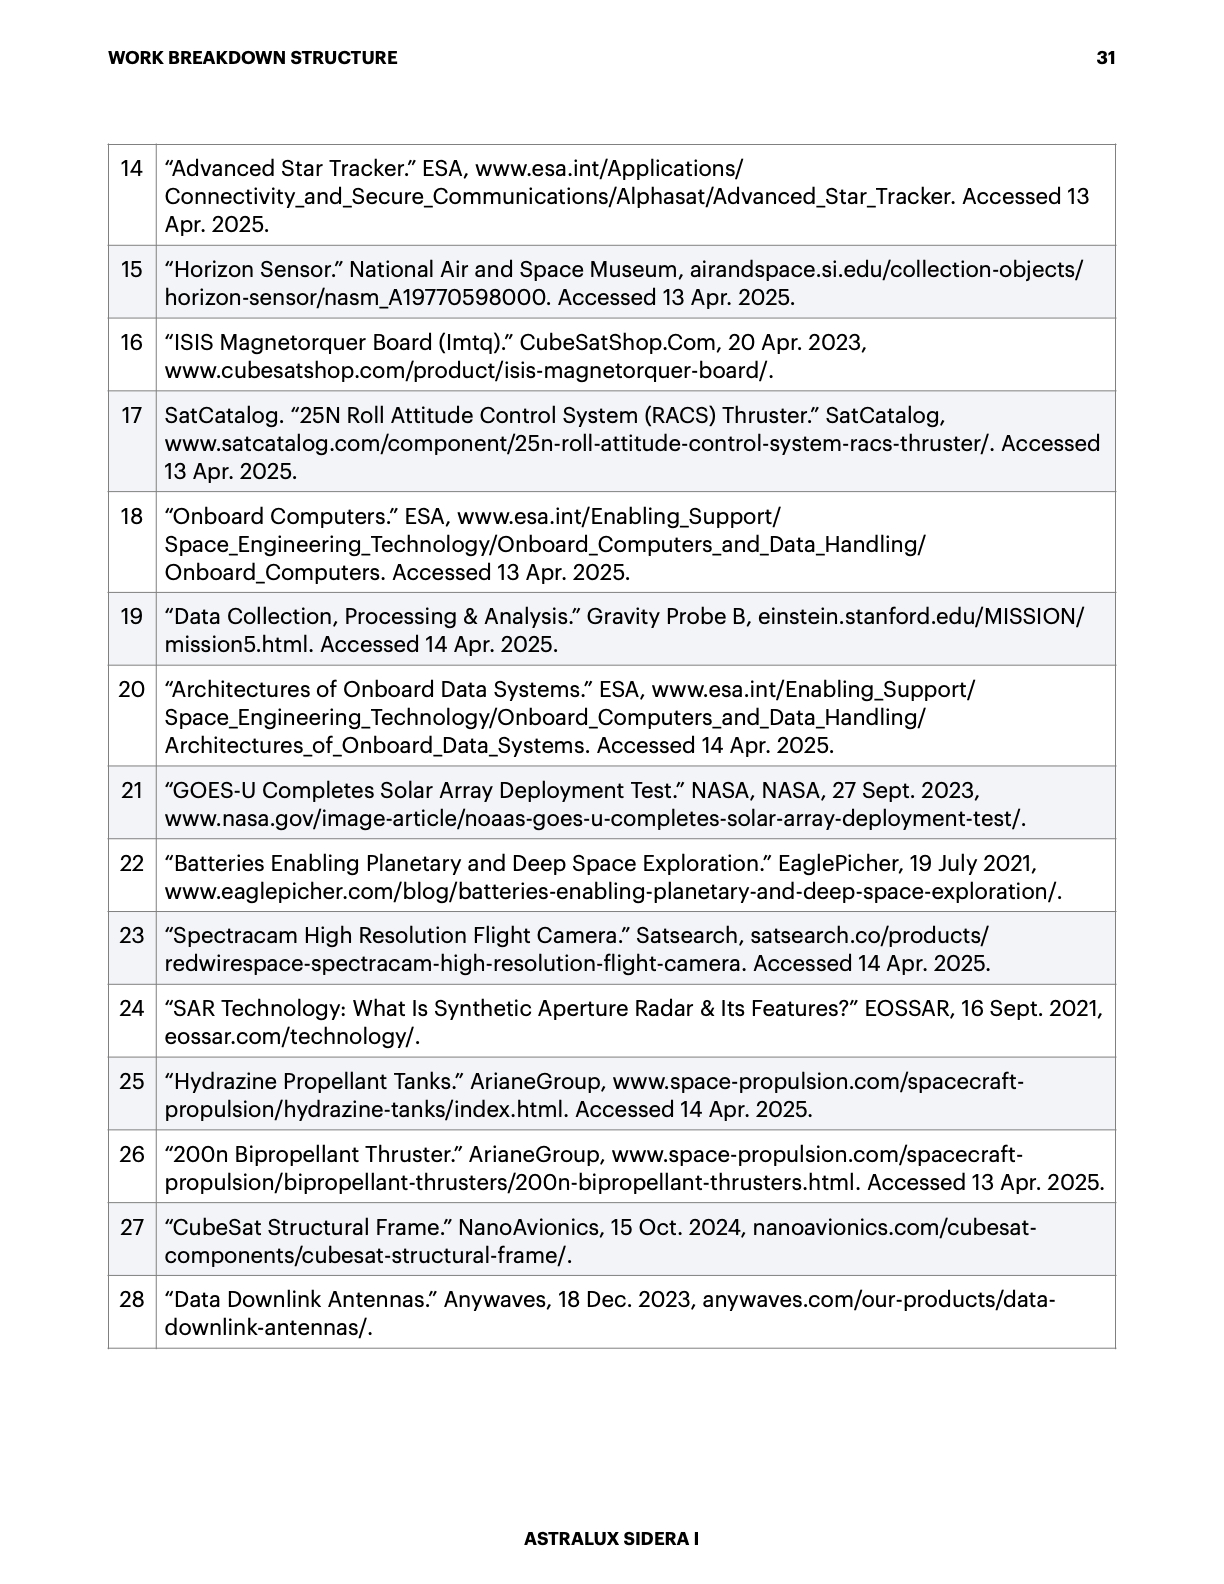 WORK BREAKDOWN STRUCTURE 31
14 “Advanced Star Tracker.” ESA, www.esa.int/Applications/
Connectivity_and_Secure_Communications/Alphasat/Advanced_Star_Tracker. Accessed 13
Apr. 2025.
15 “Horizon Sensor.” National Air and Space Museum, airandspace.si.edu/collection-objects/
horizon-sensor/nasm_A19770598000. Accessed 13 Apr. 2025.
16 “ISIS Magnetorquer Board (Imtq).” CubeSatShop.Com, 20 Apr. 2023,
www.cubesatshop.com/product/isis-magnetorquer-board/.
17 SatCatalog. “25N Roll Attitude Control System (RACS) Thruster.” SatCatalog,
www.satcatalog.com/component/25n-roll-attitude-control-system-racs-thruster/. Accessed
13 Apr. 2025.
18 “Onboard Computers.” ESA, www.esa.int/Enabling_Support/
Space_Engineering_Technology/Onboard_Computers_and_Data_Handling/
Onboard_Computers. Accessed 13 Apr. 2025.
19 “Data Collection, Processing & Analysis.” Gravity Probe B, einstein.stanford.edu/MISSION/
mission5.html. Accessed 14 Apr. 2025.
20 “Architectures of Onboard Data Systems.” ESA, www.esa.int/Enabling_Support/
Space_Engineering_Technology/Onboard_Computers_and_Data_Handling/
Architectures_of_Onboard_Data_Systems. Accessed 14 Apr. 2025.
21 “GOES-U Completes Solar Array Deployment Test.” NASA, NASA, 27 Sept. 2023,
www.nasa.gov/image-article/noaas-goes-u-completes-solar-array-deployment-test/.
22 “Batteries Enabling Planetary and Deep Space Exploration.” EaglePicher, 19 July 2021,
www.eaglepicher.com/blog/batteries-enabling-planetary-and-deep-space-exploration/.
23 “Spectracam High Resolution Flight Camera.” Satsearch, satsearch.co/products/
redwirespace-spectracam-high-resolution-flight-camera. Accessed 14 Apr. 2025.
24 “SAR Technology: What Is Synthetic Aperture Radar & Its Features?” EOSSAR, 16 Sept. 2021,
eossar.com/technology/.
25 “Hydrazine Propellant Tanks.” ArianeGroup, www.space-propulsion.com/spacecraft-
propulsion/hydrazine-tanks/index.html. Accessed 14 Apr. 2025.
26 “200n Bipropellant Thruster.” ArianeGroup, www.space-propulsion.com/spacecraft-
propulsion/bipropellant-thrusters/200n-bipropellant-thrusters.html. Accessed 13 Apr. 2025.
27 “CubeSat Structural Frame.” NanoAvionics, 15 Oct. 2024, nanoavionics.com/cubesat-
components/cubesat-structural-frame/.
28 “Data Downlink Antennas.” Anywaves, 18 Dec. 2023, anywaves.com/our-products/data-
downlink-antennas/.
ASTRALUX SIDERA I